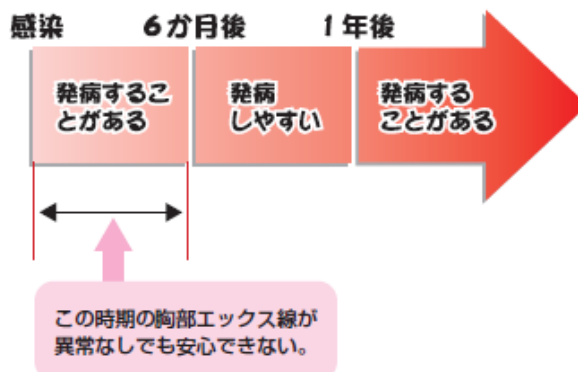 感染 6か月後 1年後
発病するこ
とがある
発病
しやすい
発病する
ことがある
この時期の胸部エックス線が
異常なしでも安心できない。